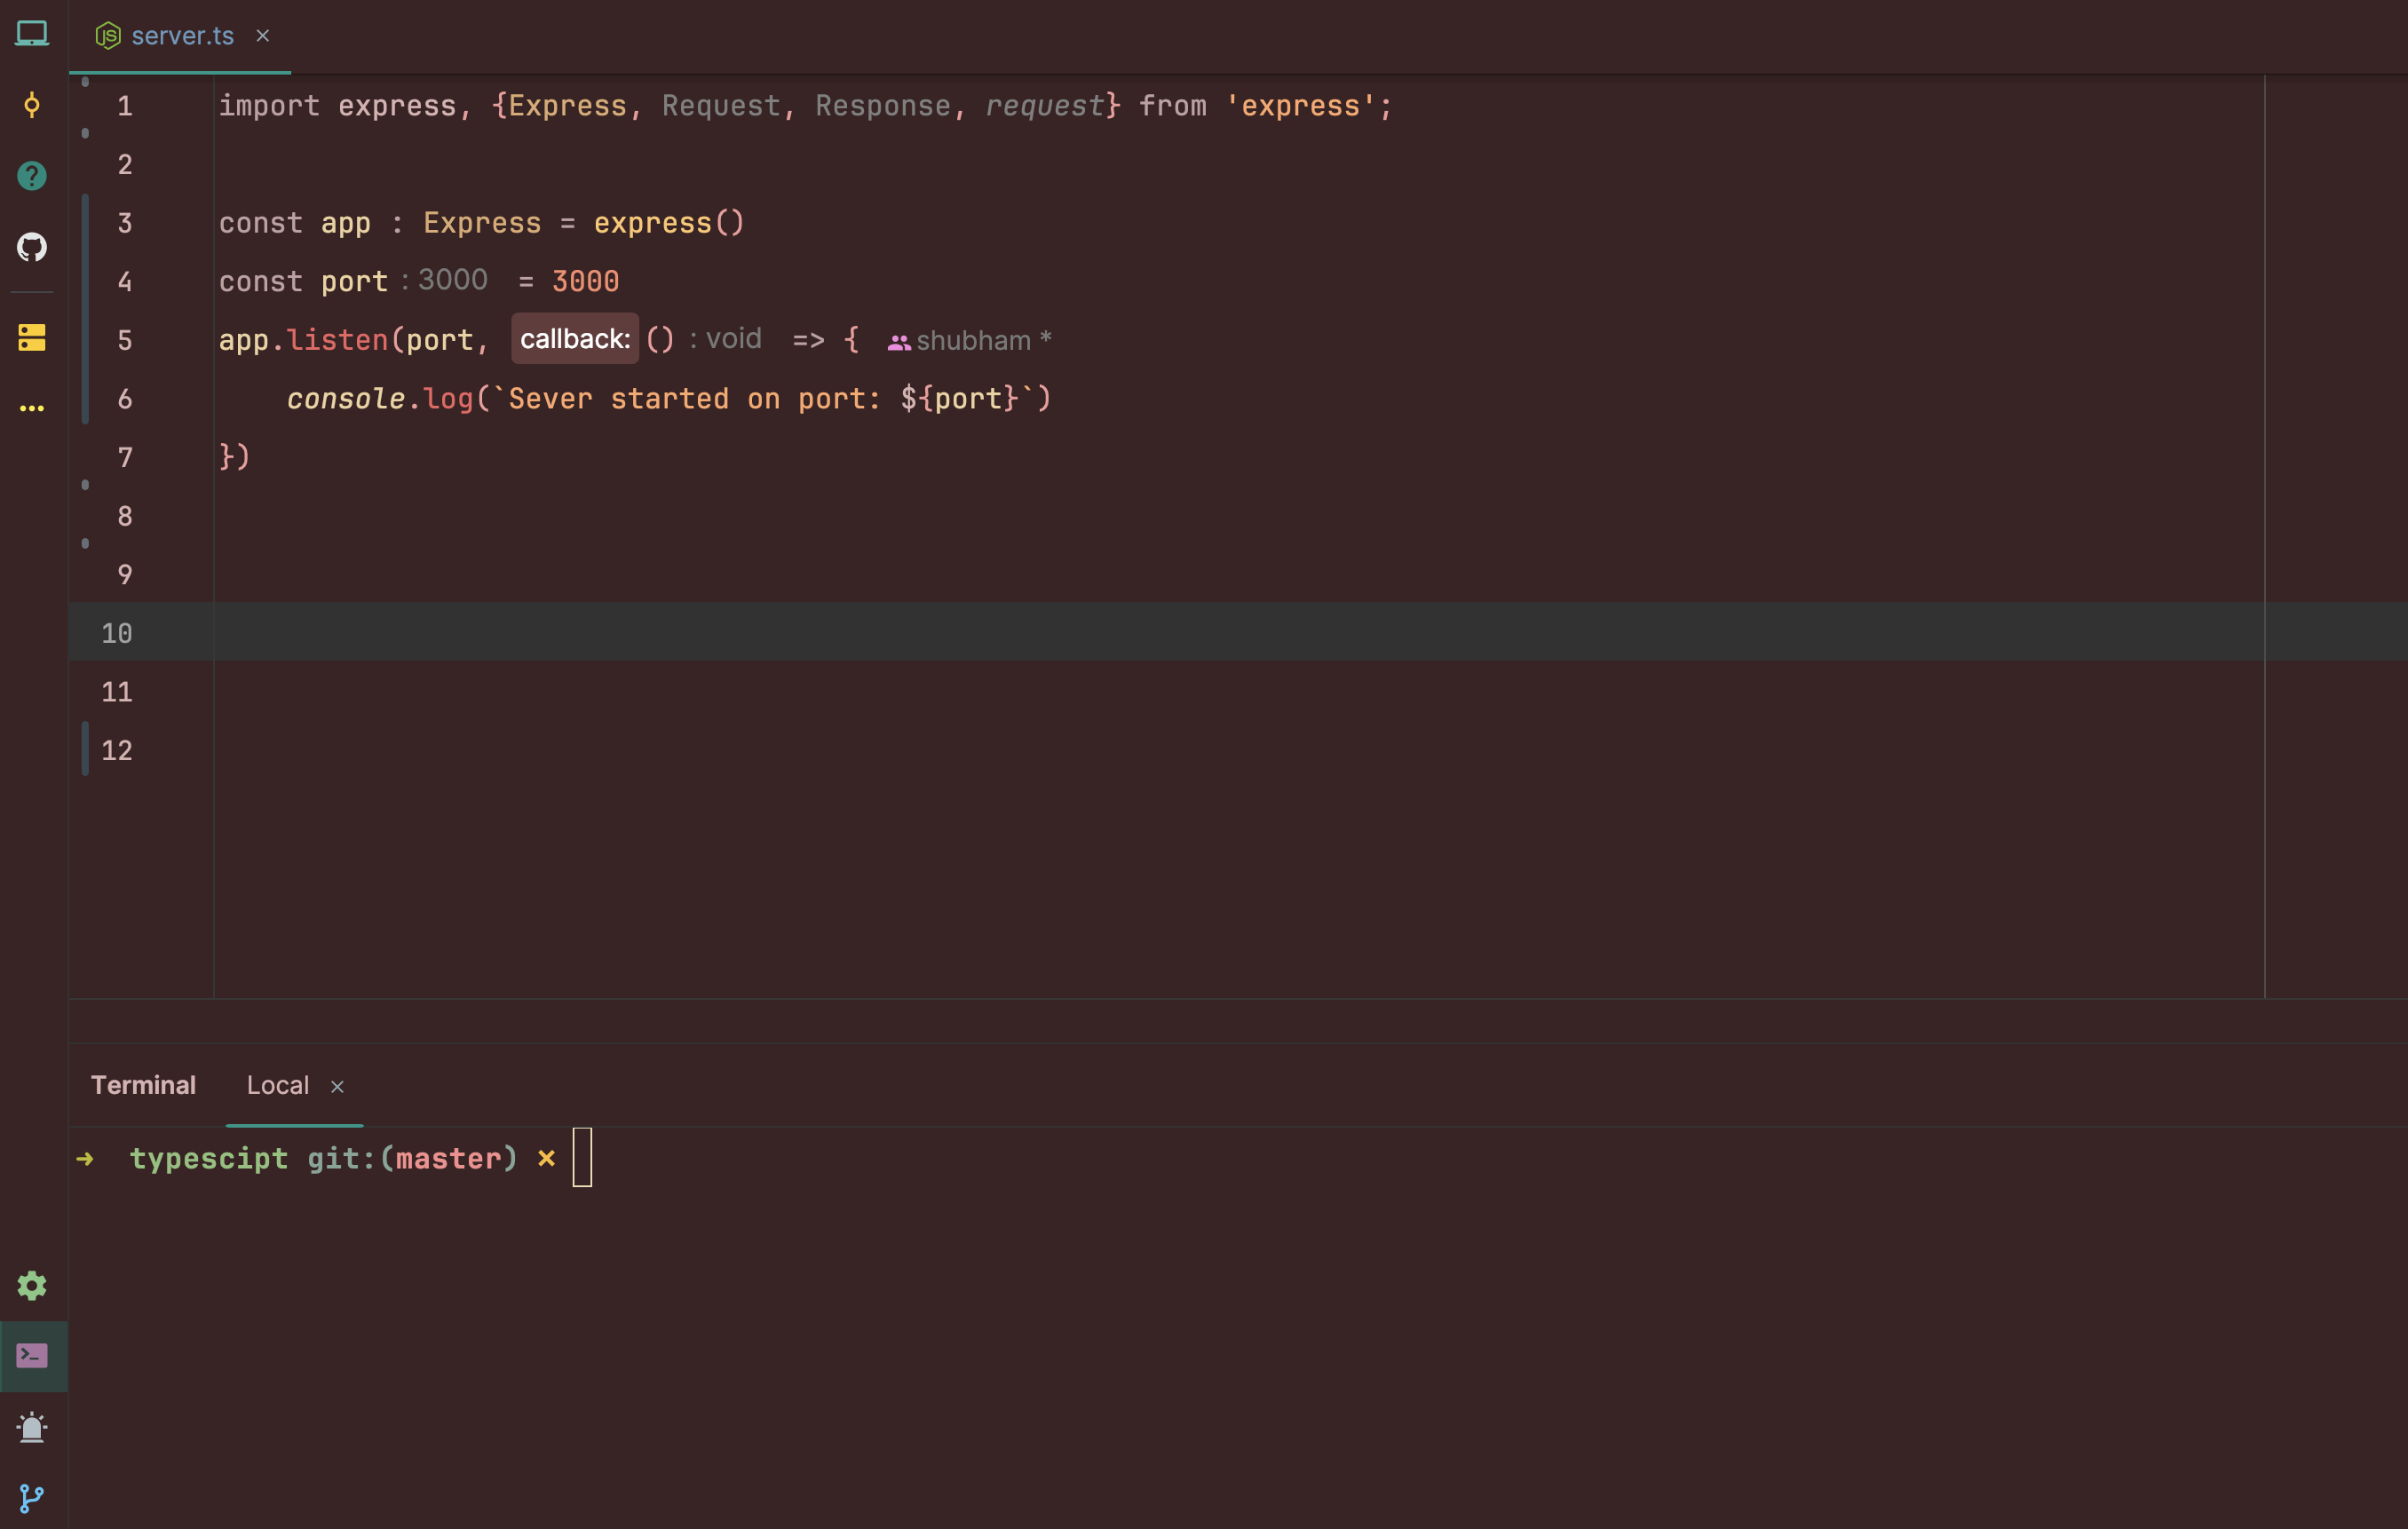 server.ts ×
1 import express, {Express, Request, Response, request} from 'express';
2
3 const app : Express = express()
4 const port : 3000 = 3000
5 app.listen(port, callback: () : void => { shubham *
6 console.log(`Sever started on port: ${port}`)
7 })
8
9
10
11
12
Terminal Local ×
➜ typescipt git:(master) ×